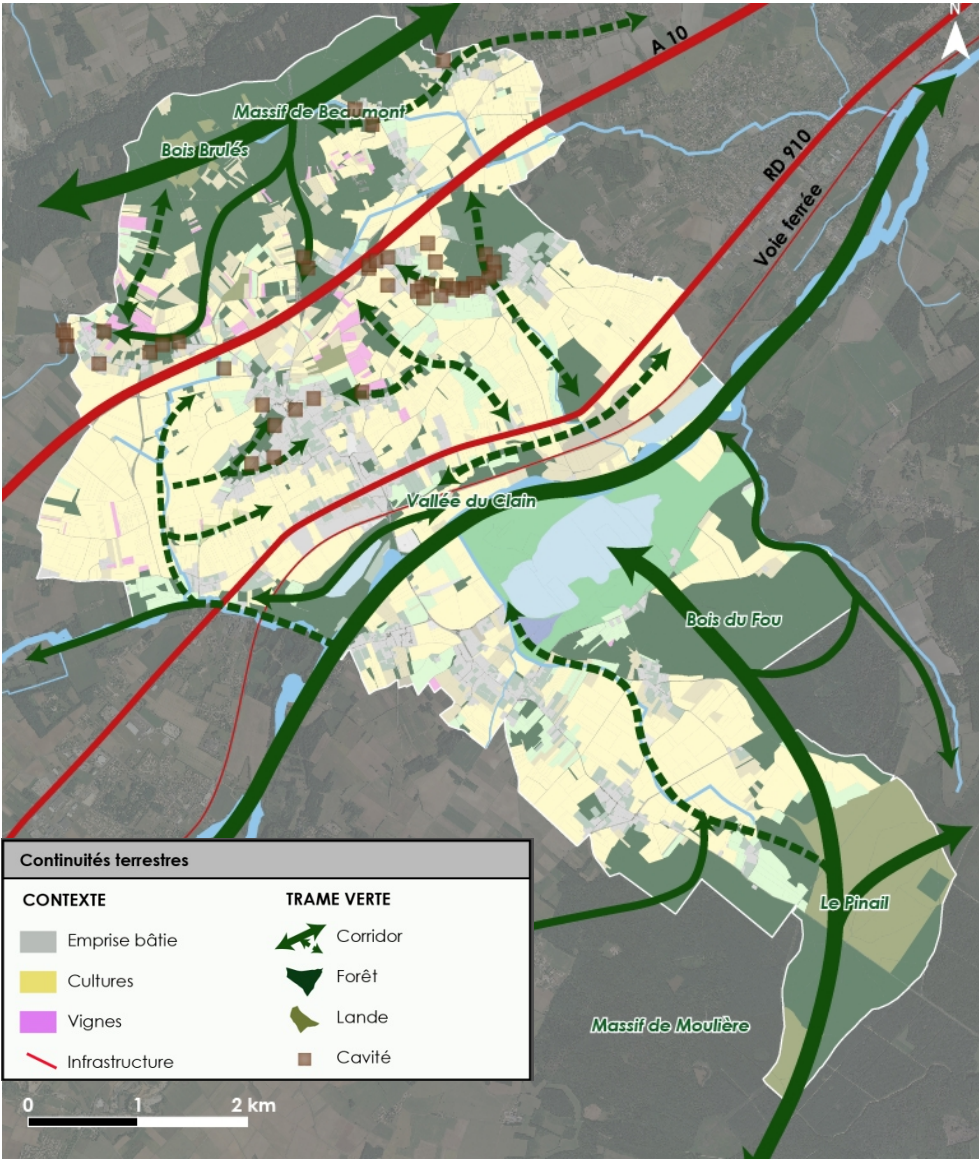 N
A 10
Massif de Beaumont
Bois Brulés
RD 910
Voie ferrée
Vallée du Clain
Bois du Fou
Le Pinail
Massif de Moulière
Continuités terrestres
CONTEXTE
Emprise bâtie
Cultures
Vignes
Infrastructure
TRAME VERTE
Corridor
Forêt
Lande
Cavité
0 1 2 km